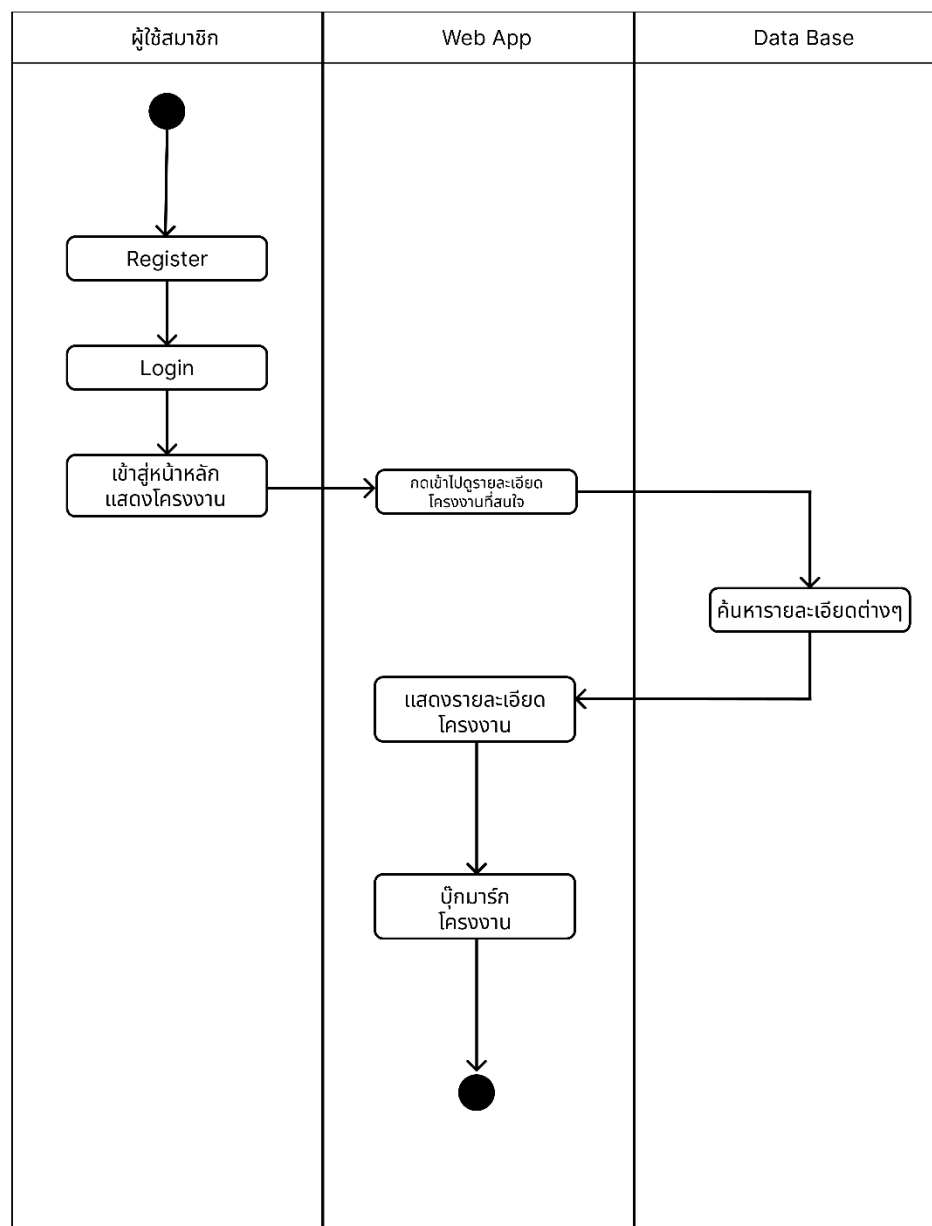 ผู้ใช้สมาชิก
Web App
Data Base
Register
Login
เข้าสู่หน้าหลัก
แสดงโครงงาน
กดเข้าไปดูรายละเอียด
โครงงานที่สนใจ
ค้นหารายละเอียดต่างๆ
แสดงรายละเอียด
โครงงาน
บุ๊กมาร์ก
โครงงาน